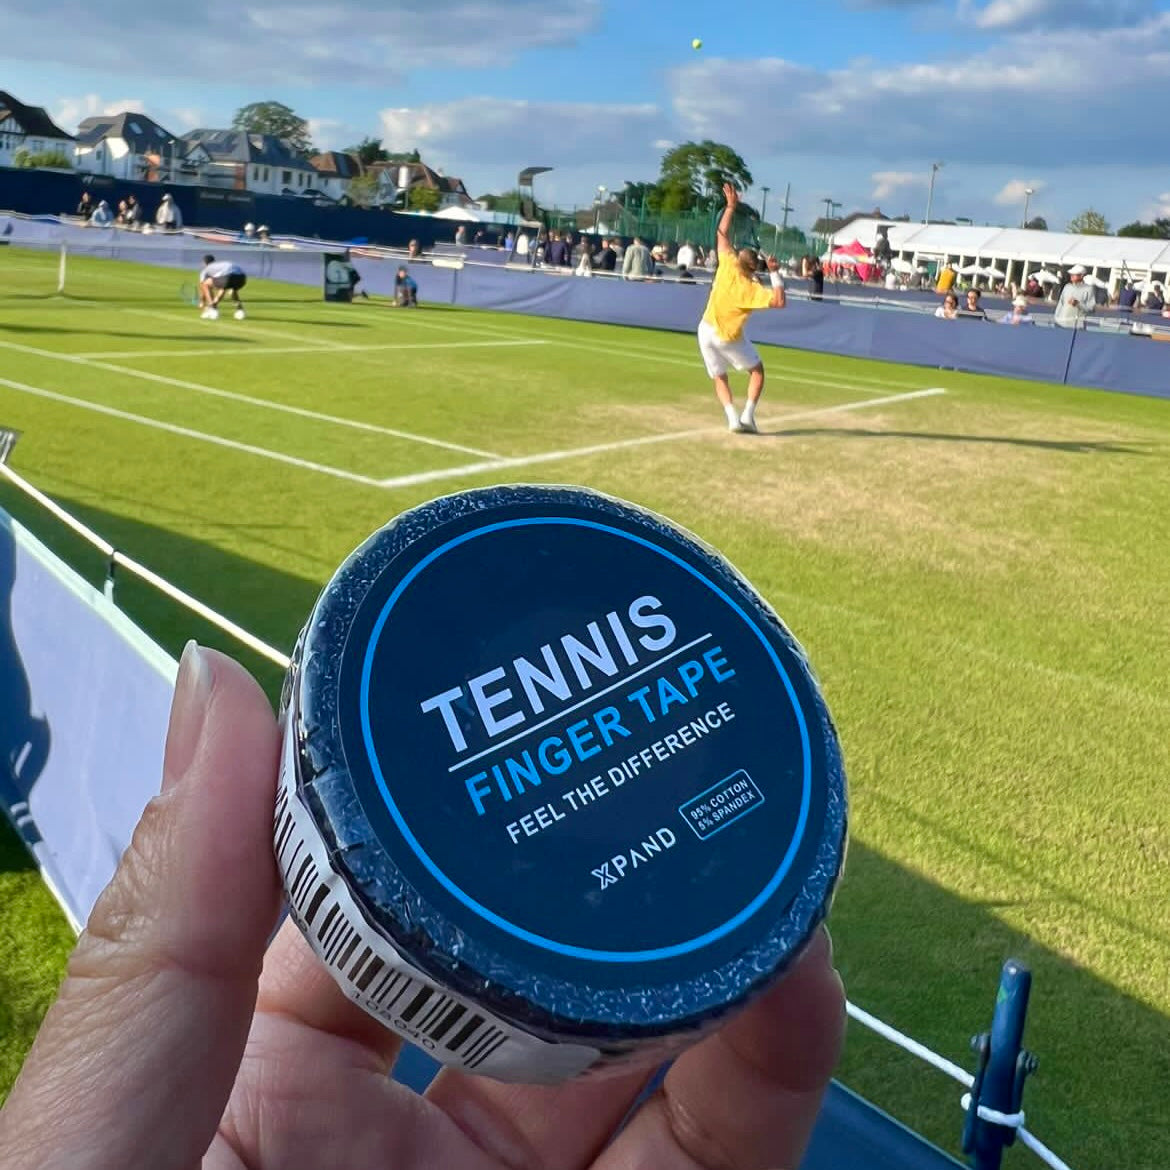 TENNIS
FINGER TAPE
FEEL THE DIFFERENCE
95% COTTON
5% SPANDEX
XPAND